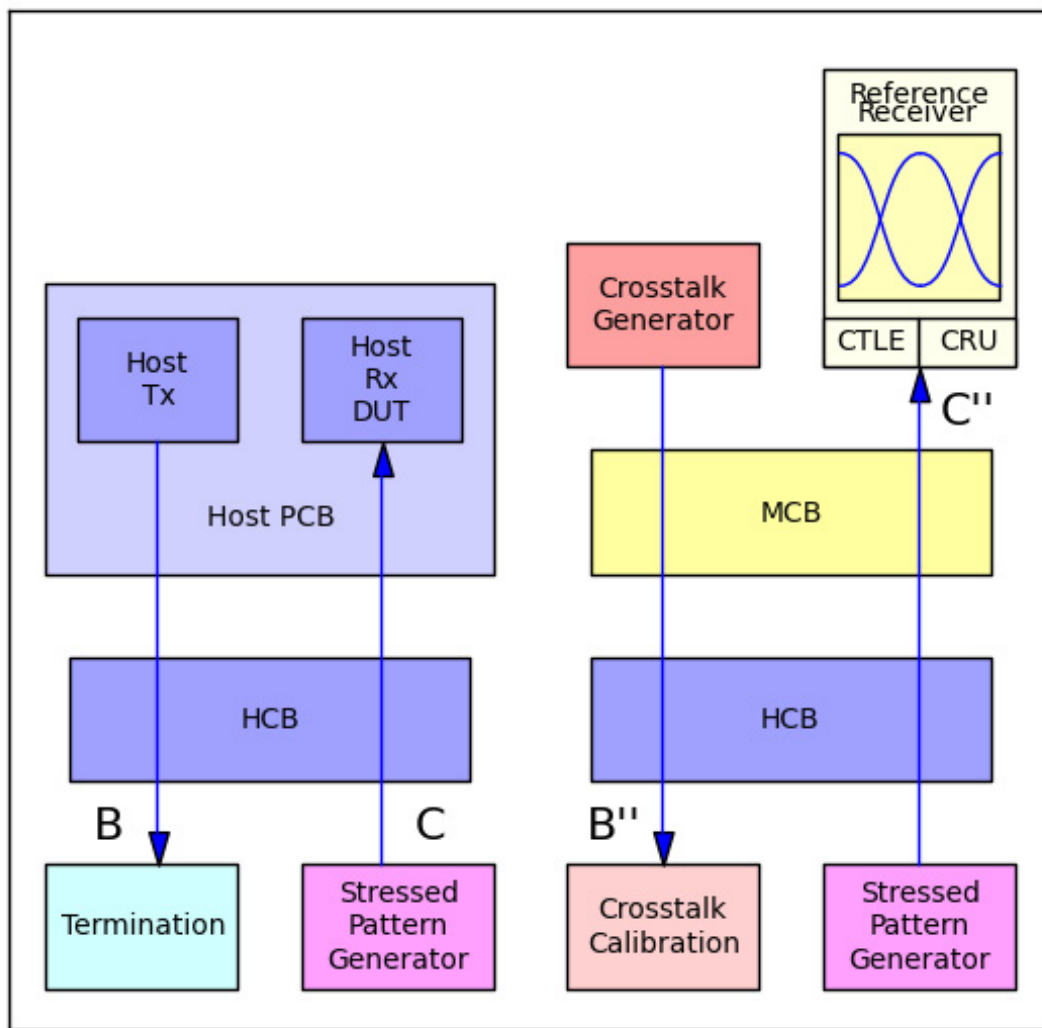 Reference
Receiver
CTLE
CRU
C''
Crosstalk
Generator
Host
Tx
Host
Rx
DUT
Host PCB
MCB
HCB
HCB
B
C
B''
Termination
Stressed
Pattern
Generator
Crosstalk
Calibration
Stressed
Pattern
Generator